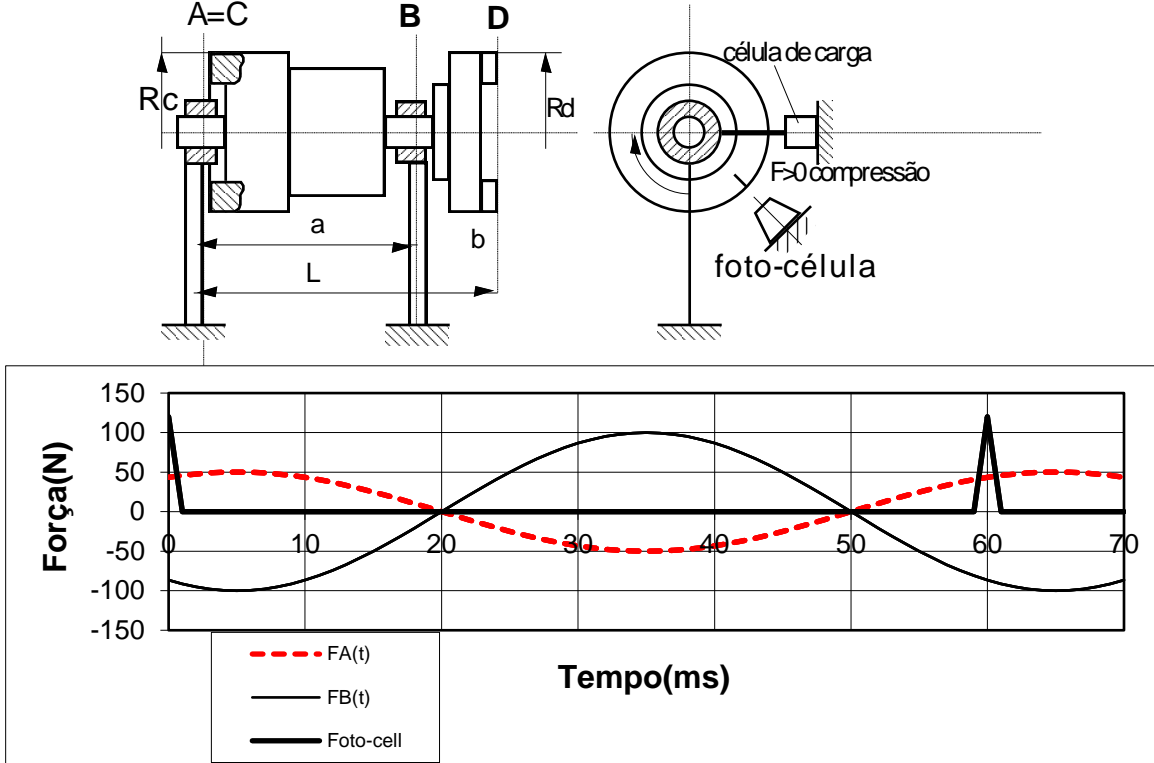 A=C
B
D
célula de carga
Rc
Rd
F>0 compressão
a
b
L
foto-célula
150
100
50
0
-50
-100
-150
Força(N)
0 10 20 30 40 50 60 70
Tempo(ms)
FA(t)
FB(t)
Foto-cell